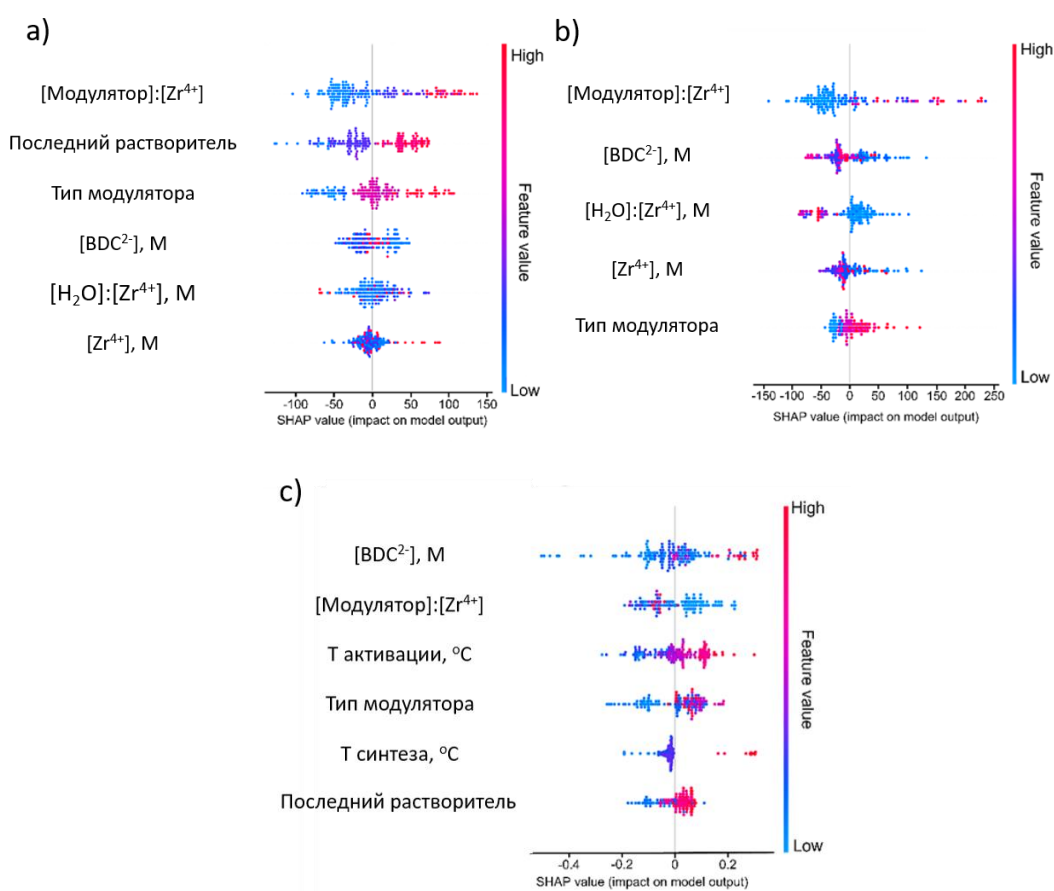 a)
High
[Модулятор]:[Zr⁴⁺]
Последний растворитель
Тип модулятора
[BDC²⁻], M
[H₂O]:[Zr⁴⁺], M
[Zr⁴⁺], M
Feature value
Low
-100 -50 0 50 100 150
SHAP value (impact on model output)
b)
High
[Модулятор]:[Zr⁴⁺]
[BDC²⁻], M
[H₂O]:[Zr⁴⁺], M
[Zr⁴⁺], M
Тип модулятора
Feature value
Low
-150 -100 -50 0 50 100 150 200 250
SHAP value (impact on model output)
c)
High
[BDC²⁻], M
[Модулятор]:[Zr⁴⁺]
T активации, ᵒC
Тип модулятора
T синтеза, ᵒC
Последний растворитель
Feature value
Low
-0.4 -0.2 0 0.2
SHAP value (impact on model output)